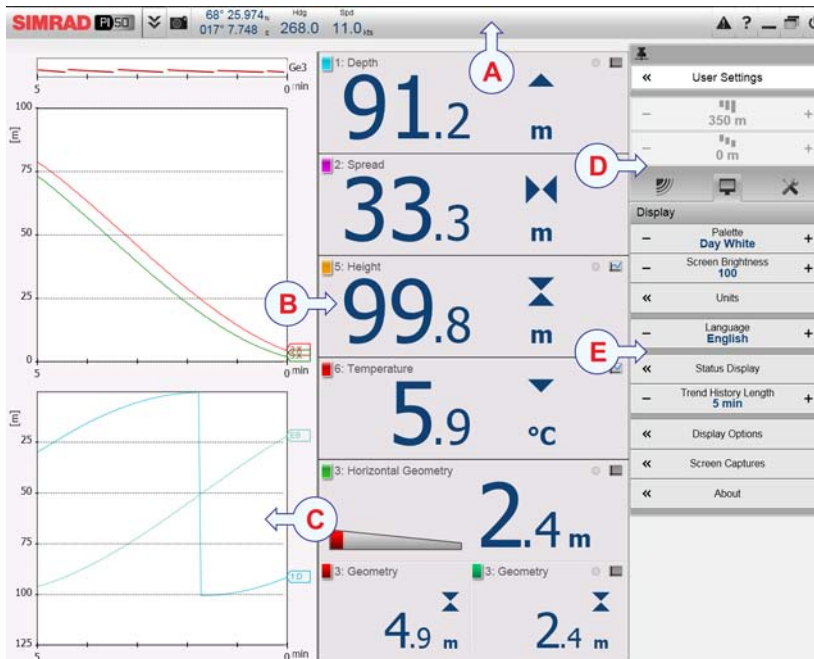 SIMRAD PI50 68° 25.974N Hdg Spd
017° 7.748 E 268.0 11.0 kts
A
?
Ge3
0 min
100
[m]
75
50
25
0
5 0 min
[m]
25
50
75
100
125
5 0 min
1:D
1: Depth
91.2 m
2: Spread
33.3 m
B
5: Height
99.8 m
6: Temperature
5.9 °C
C
3: Horizontal Geometry
2.4 m
3: Geometry
4.9 m
3: Geometry
2.4 m
« User Settings
− 350 m +
− 0 m +
D
Display
− Palette +
Day White
− Screen Brightness +
100
« Units
− Language +
English
E
« Status Display
− Trend History Length +
5 min
« Display Options
« Screen Captures
« About